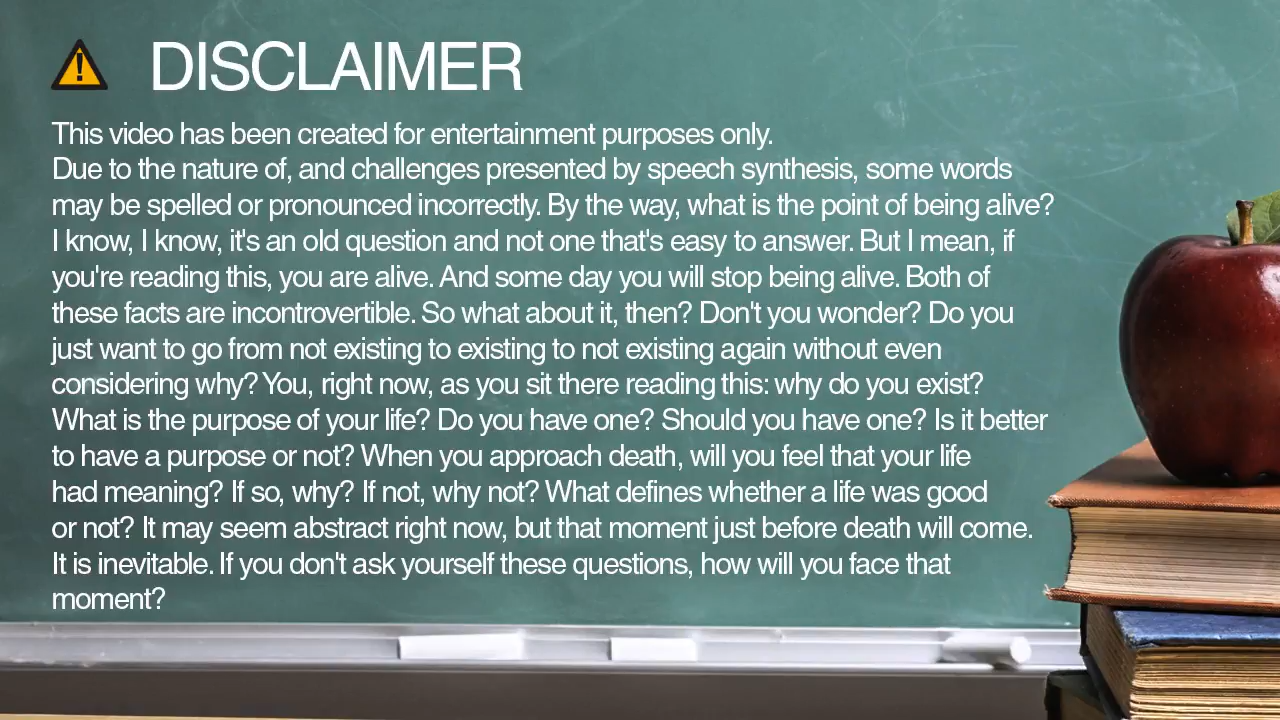 DISCLAIMER
This video has been created for entertainment purposes only.
Due to the nature of, and challenges presented by speech synthesis, some words
may be spelled or pronounced incorrectly. By the way, what is the point of being alive?
I know, I know, it's an old question and not one that's easy to answer. But I mean, if
you're reading this, you are alive. And some day you will stop being alive. Both of
these facts are incontrovertible. So what about it, then? Don't you wonder? Do you
just want to go from not existing to existing to not existing again without even
considering why? You, right now, as you sit there reading this: why do you exist?
What is the purpose of your life? Do you have one? Should you have one? Is it better
to have a purpose or not? When you approach death, will you feel that your life
had meaning? If so, why? If not, why not? What defines whether a life was good
or not? It may seem abstract right now, but that moment just before death will come.
It is inevitable. If you don't ask yourself these questions, how will you face that
moment?